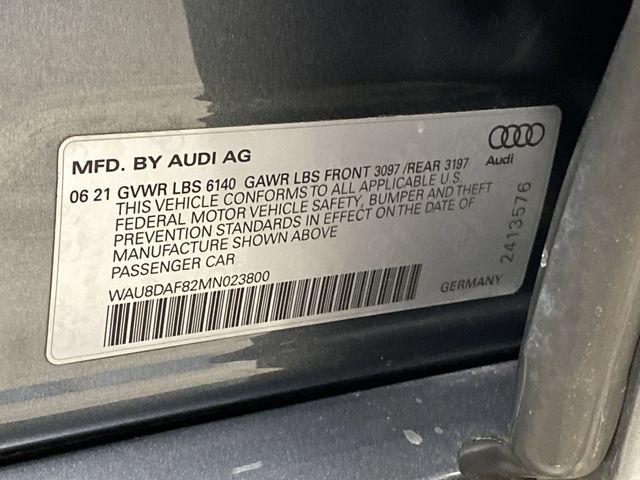 MFD. BY AUDI AG
Audi
06 21 GVWR LBS 6140 GAWR LBS FRONT 3097 /REAR 3197
THIS VEHICLE CONFORMS TO ALL APPLICABLE U.S.
FEDERAL MOTOR VEHICLE SAFETY, BUMPER AND THEFT
PREVENTION STANDARDS IN EFFECT ON THE DATE OF
MANUFACTURE SHOWN ABOVE
PASSENGER CAR
WAU8DAF82MN023800
GERMANY
2413576